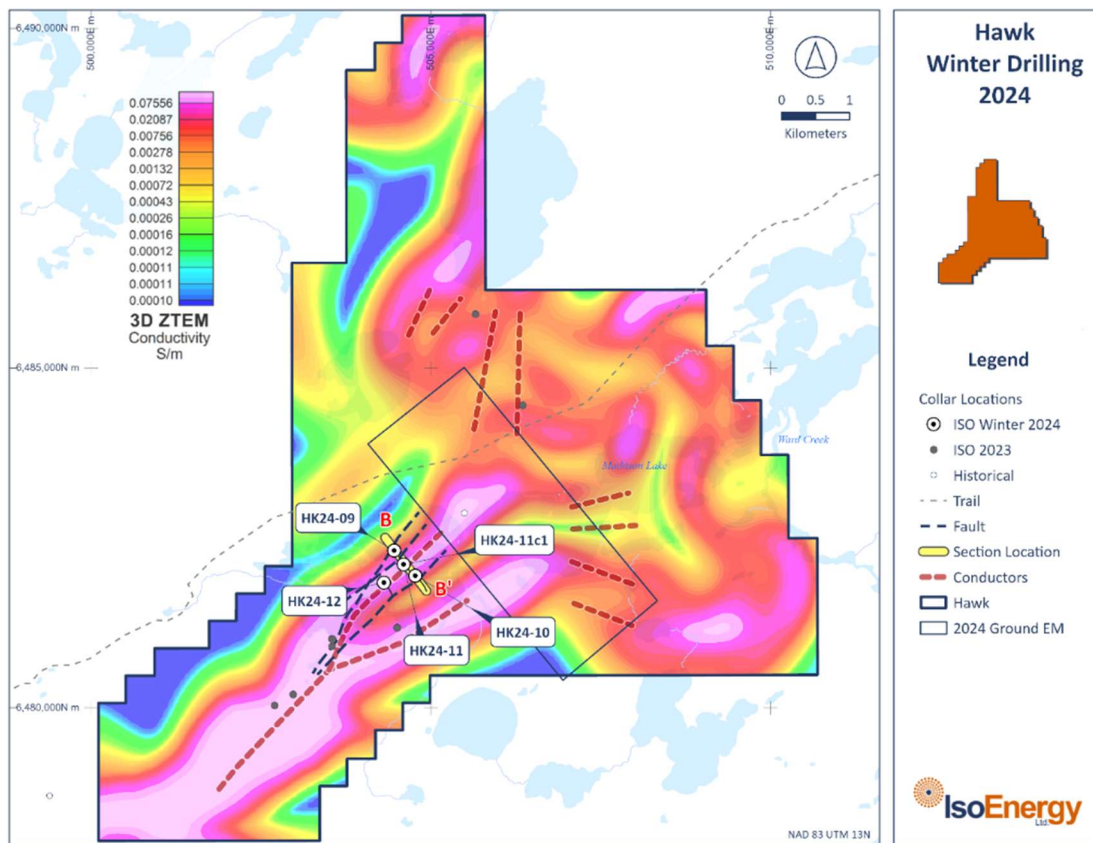 6,490,000N m
500,000E m
505,000E m
510,000E m
0 0.5 1
Kilometers
0.07556
0.02087
0.00756
0.00278
0.00132
0.00072
0.00043
0.00026
0.00016
0.00012
0.00011
0.00011
0.00010
3D ZTEM
Conductivity
S/m
6,485,000N m
Ward Creek
Mathison Lake
HK24-09
B
HK24-11c1
HK24-12
B'
HK24-10
HK24-11
6,480,000N m
NAD 83 UTM 13N
Hawk
Winter Drilling
2024
Legend
Collar Locations
ISO Winter 2024
ISO 2023
Historical
Trail
Fault
Section Location
Conductors
Hawk
2024 Ground EM
IsoEnergy
Ltd.